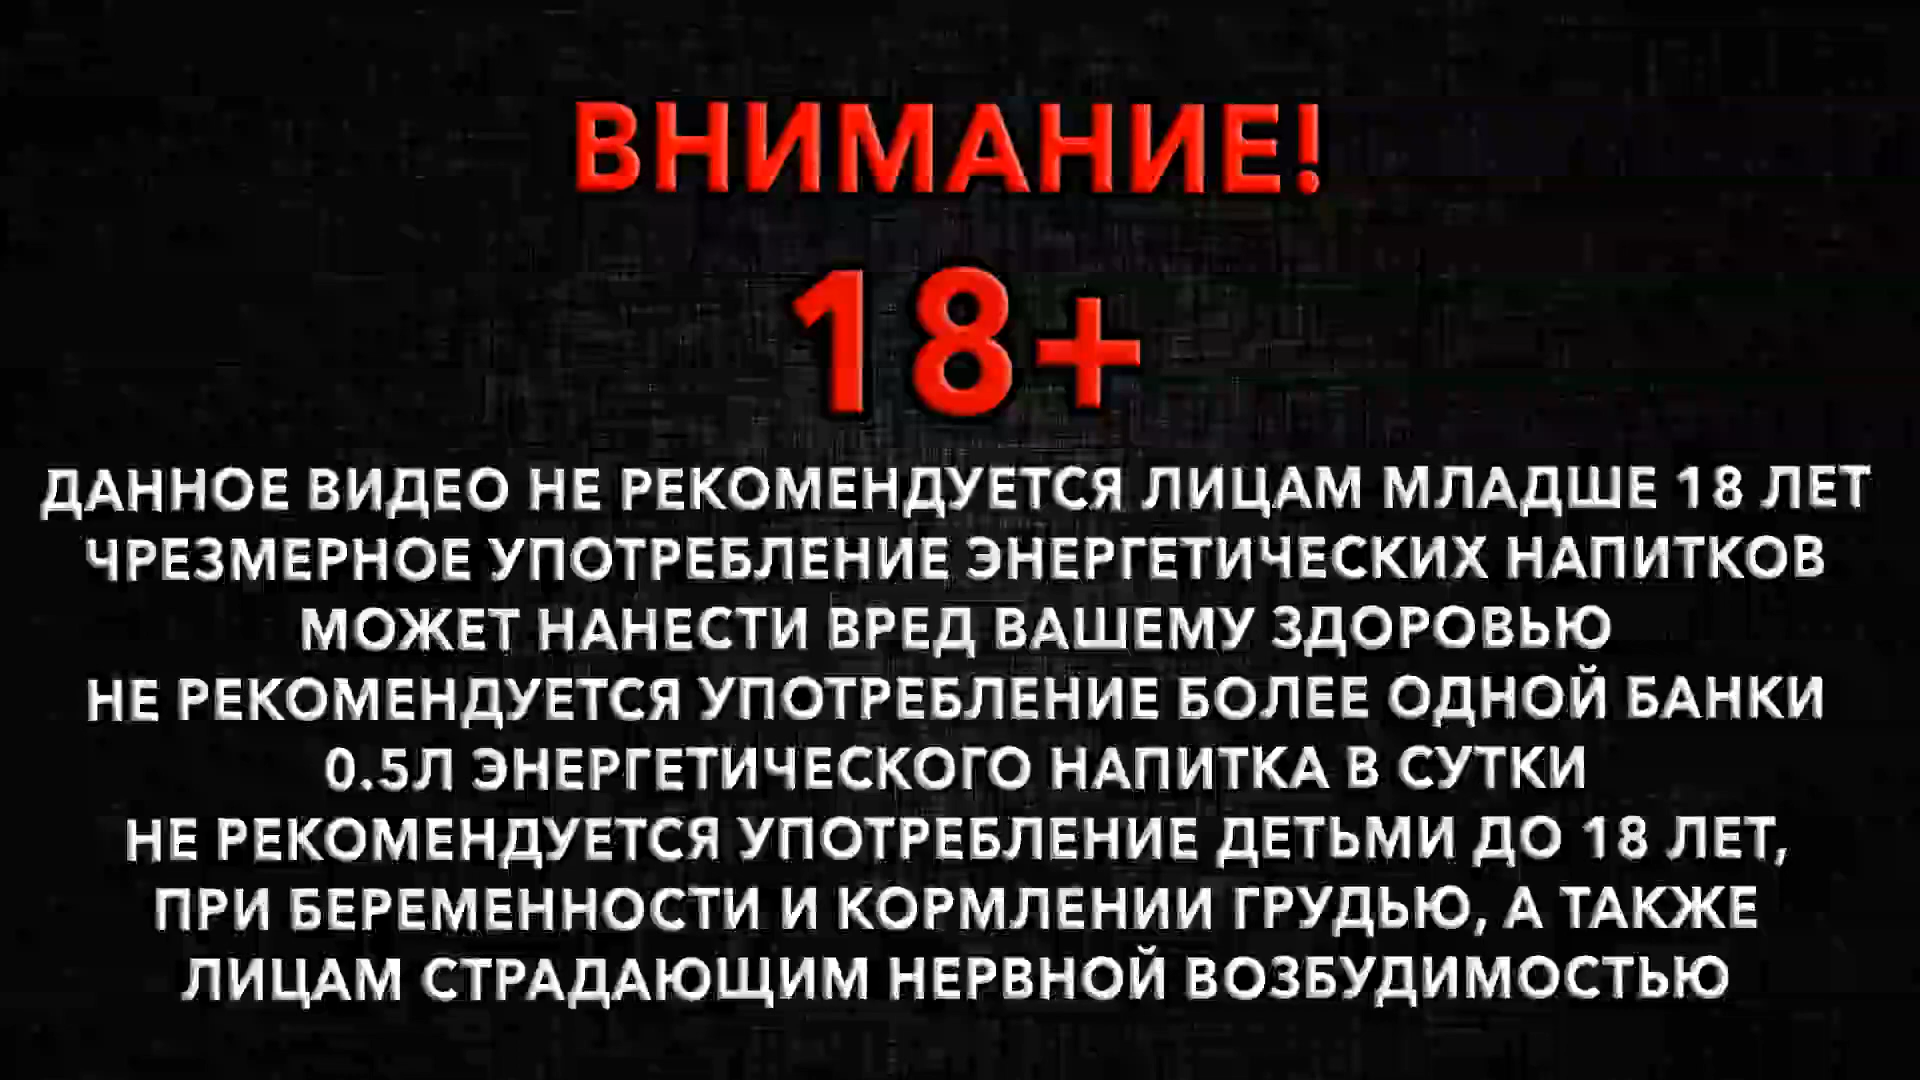 ВНИМАНИЕ!
18+
ДАННОЕ ВИДЕО НЕ РЕКОМЕНДУЕТСЯ ЛИЦАМ МЛАДШЕ 18 ЛЕТ
ЧРЕЗМЕРНОЕ УПОТРЕБЛЕНИЕ ЭНЕРГЕТИЧЕСКИХ НАПИТКОВ
МОЖЕТ НАНЕСТИ ВРЕД ВАШЕМУ ЗДОРОВЬЮ
НЕ РЕКОМЕНДУЕТСЯ УПОТРЕБЛЕНИЕ БОЛЕЕ ОДНОЙ БАНКИ
0.5Л ЭНЕРГЕТИЧЕСКОГО НАПИТКА В СУТКИ
НЕ РЕКОМЕНДУЕТСЯ УПОТРЕБЛЕНИЕ ДЕТЬМИ ДО 18 ЛЕТ,
ПРИ БЕРЕМЕННОСТИ И КОРМЛЕНИИ ГРУДЬЮ, А ТАКЖЕ
ЛИЦАМ СТРАДАЮЩИМ НЕРВНОЙ ВОЗБУДИМОСТЬЮ